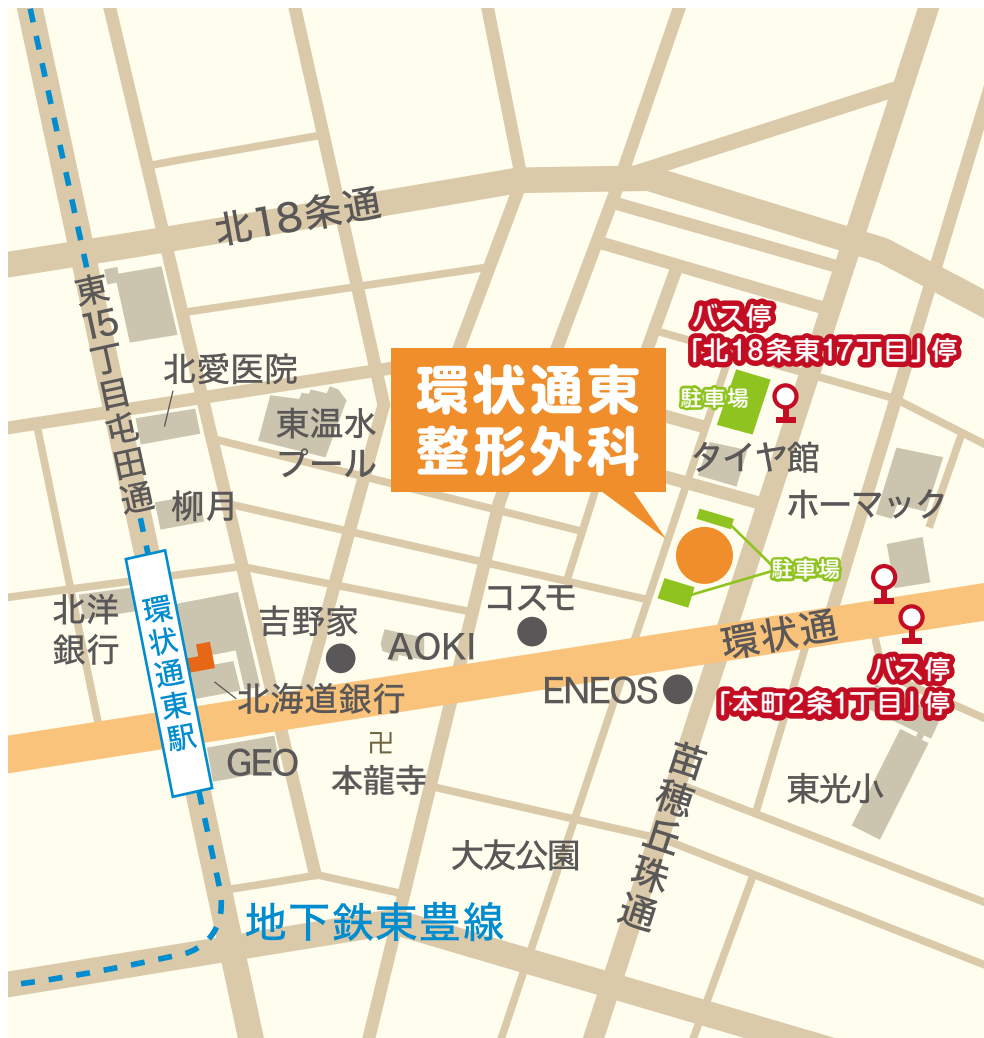 北18条通
東15丁目屯田通
バス停
「北18条東17丁目」停
北愛医院
環状通東
整形外科
駐車場
東温水
プール
タイヤ館
柳月
ホーマック
駐車場
北洋
銀行
環状通東駅
吉野家
コスモ
AOKI
環状通
北海道銀行
ENEOS
バス停
「本町2条1丁目」停
GEO
卍
本龍寺
苗穂丘珠通
東光小
大友公園
地下鉄東豊線